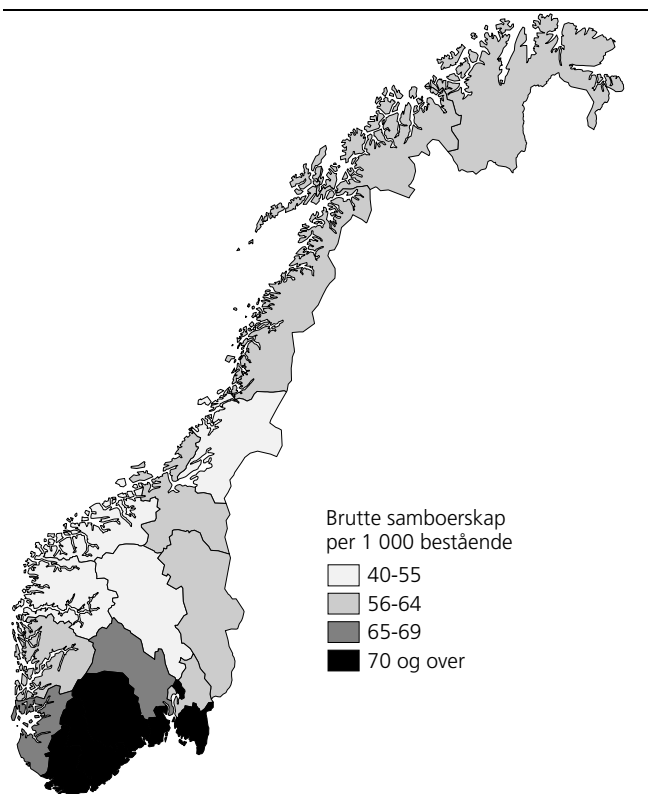 Brutte samboerskap
per 1 000 bestående
40-55
56-64
65-69
70 og over